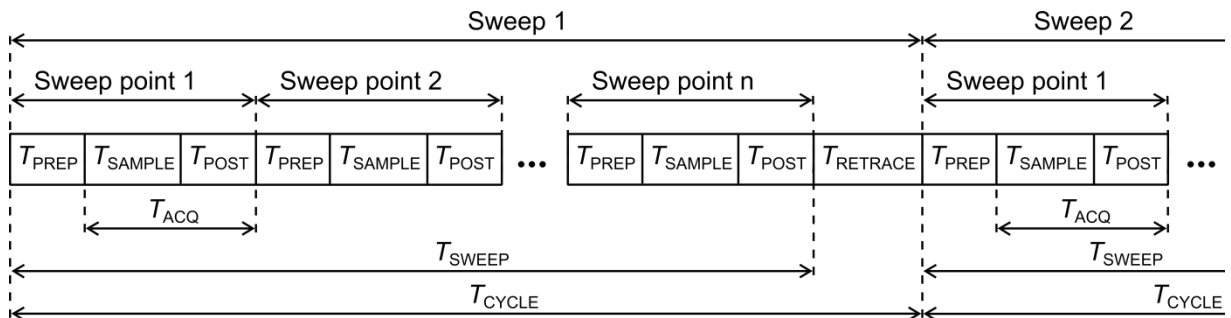 Sweep 1 Sweep 2
Sweep point 1 Sweep point 2 Sweep point n Sweep point 1
TPREP TSAMPLE TPOST TPREP TSAMPLE TPOST ... TPREP TSAMPLE TPOST TRETRACE TPREP TSAMPLE TPOST ...
TACQ TACQ
TSWEEP TSWEEP
TCYCLE TCYCLE